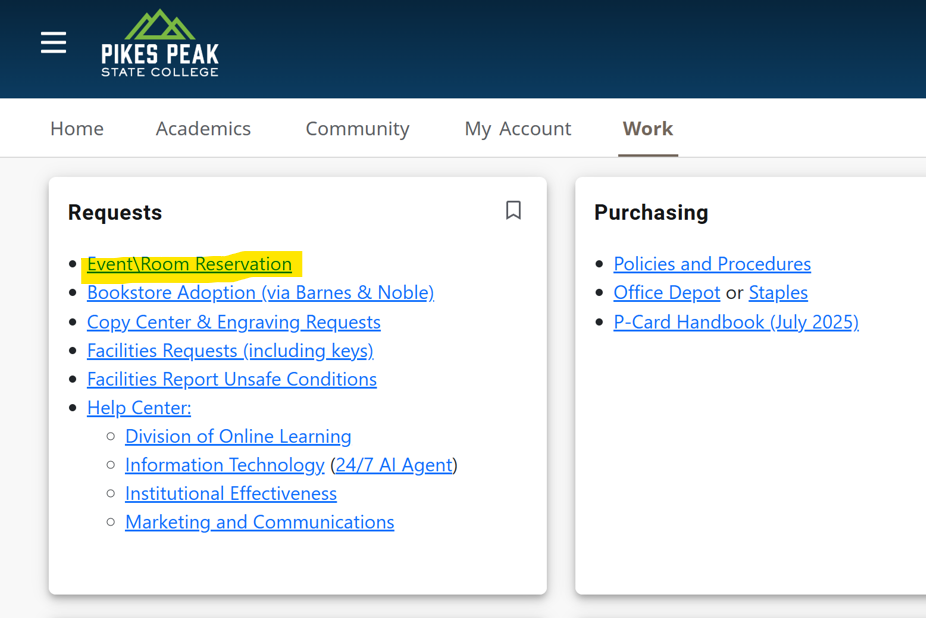 PIKES PEAK
STATE COLLEGE
Home Academics Community My Account Work
Requests
Event\Room Reservation
Bookstore Adoption (via Barnes & Noble)
Copy Center & Engraving Requests
Facilities Requests (including keys)
Facilities Report Unsafe Conditions
Help Center:
Division of Online Learning
Information Technology (24/7 AI Agent)
Institutional Effectiveness
Marketing and Communications
Purchasing
Policies and Procedures
Office Depot or Staples
P-Card Handbook (July 2025)